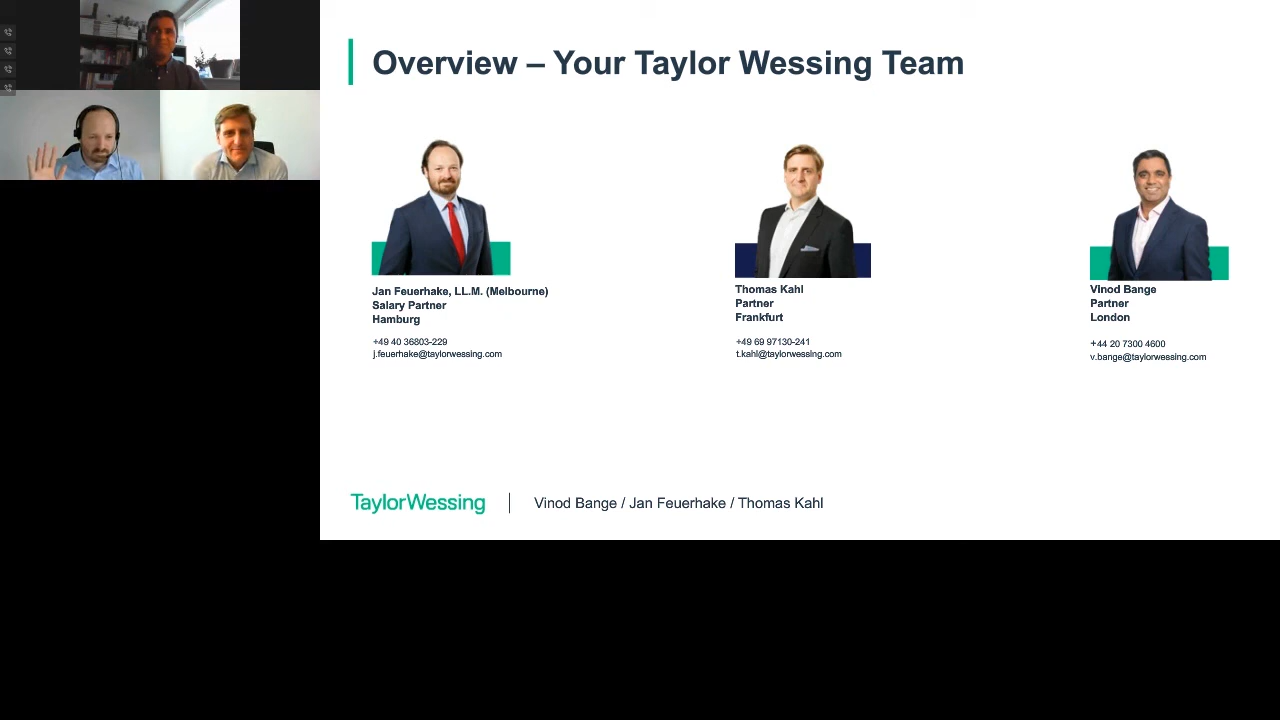 Overview – Your Taylor Wessing Team
Jan Feuerhake, LL.M. (Melbourne)
Salary Partner
Hamburg
+49 40 36803-229
j.feuerhake@taylorwessing.com
Thomas Kahl
Partner
Frankfurt
+49 69 97130-241
t.kahl@taylorwessing.com
Vinod Bange
Partner
London
+44 20 7300 4600
v.bange@taylorwessing.com
TaylorWessing
Vinod Bange / Jan Feuerhake / Thomas Kahl